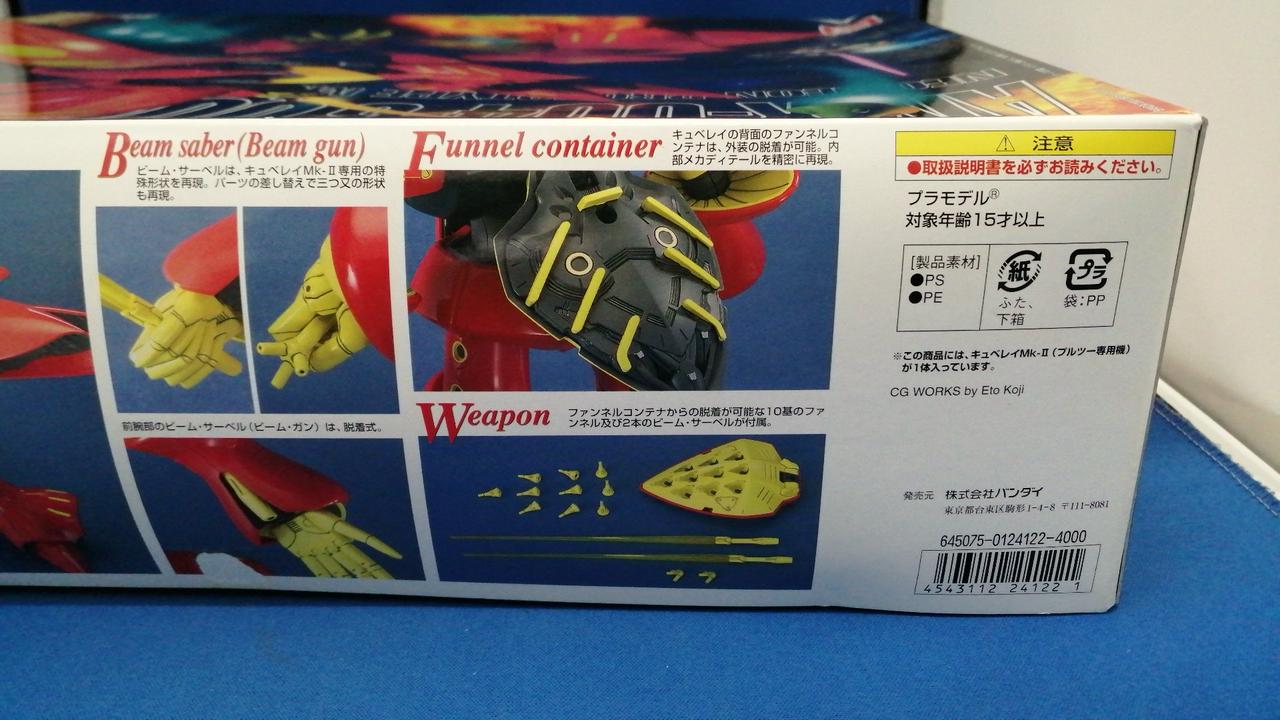 Beam saber (Beam gun)
ビーム・サーベルは、キュベレイMk-Ⅱ専用の特
殊形状を再現。パーツの差し替えで三つ又の形状
も再現。
前腕部のビーム・サーベル(ビーム・ガン)は、脱着式。
Funnel container
キュベレイの背面のファンネルコ
ンテナは、外装の脱着が可能。内
部メカディテールを精密に再現。
Weapon
ファンネルコンテナからの脱着が可能な10基のファ
ンネル及び2本のビーム・サーベルが付属。
注意
●取扱説明書を必ずお読みください。
プラモデル®
対象年齢15才以上
[製品素材]
●PS
●PE
紙
ふた、
下箱
プラ
袋:PP
※この商品には、キュベレイMk-Ⅱ(プルツー専用機)
が1体入っています。
CG WORKS by Eto Koji
発売元 株式会社バンダイ
東京都台東区駒形1-4-8 〒111-8081
645075-0124122-4000
4543112 24122 1